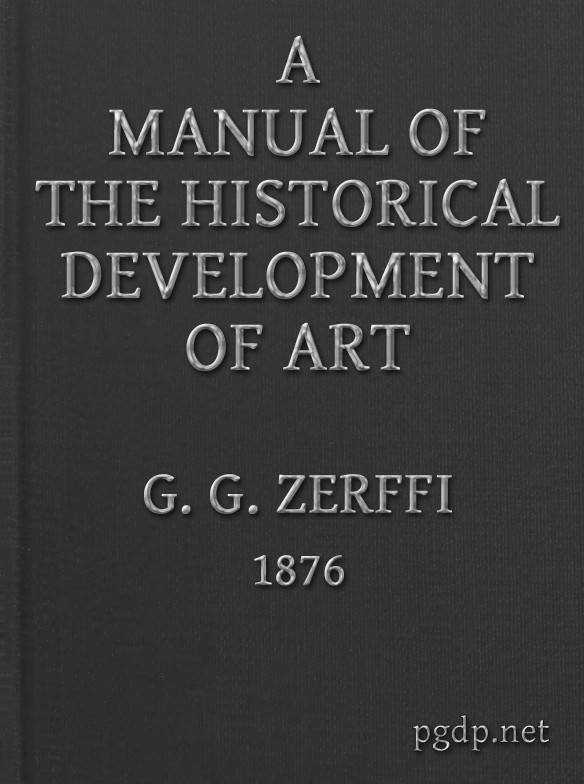 A
MANUAL OF
THE HISTORICAL
DEVELOPMENT
OF ART
G. G. ZERFFI
1876
pgdp.net